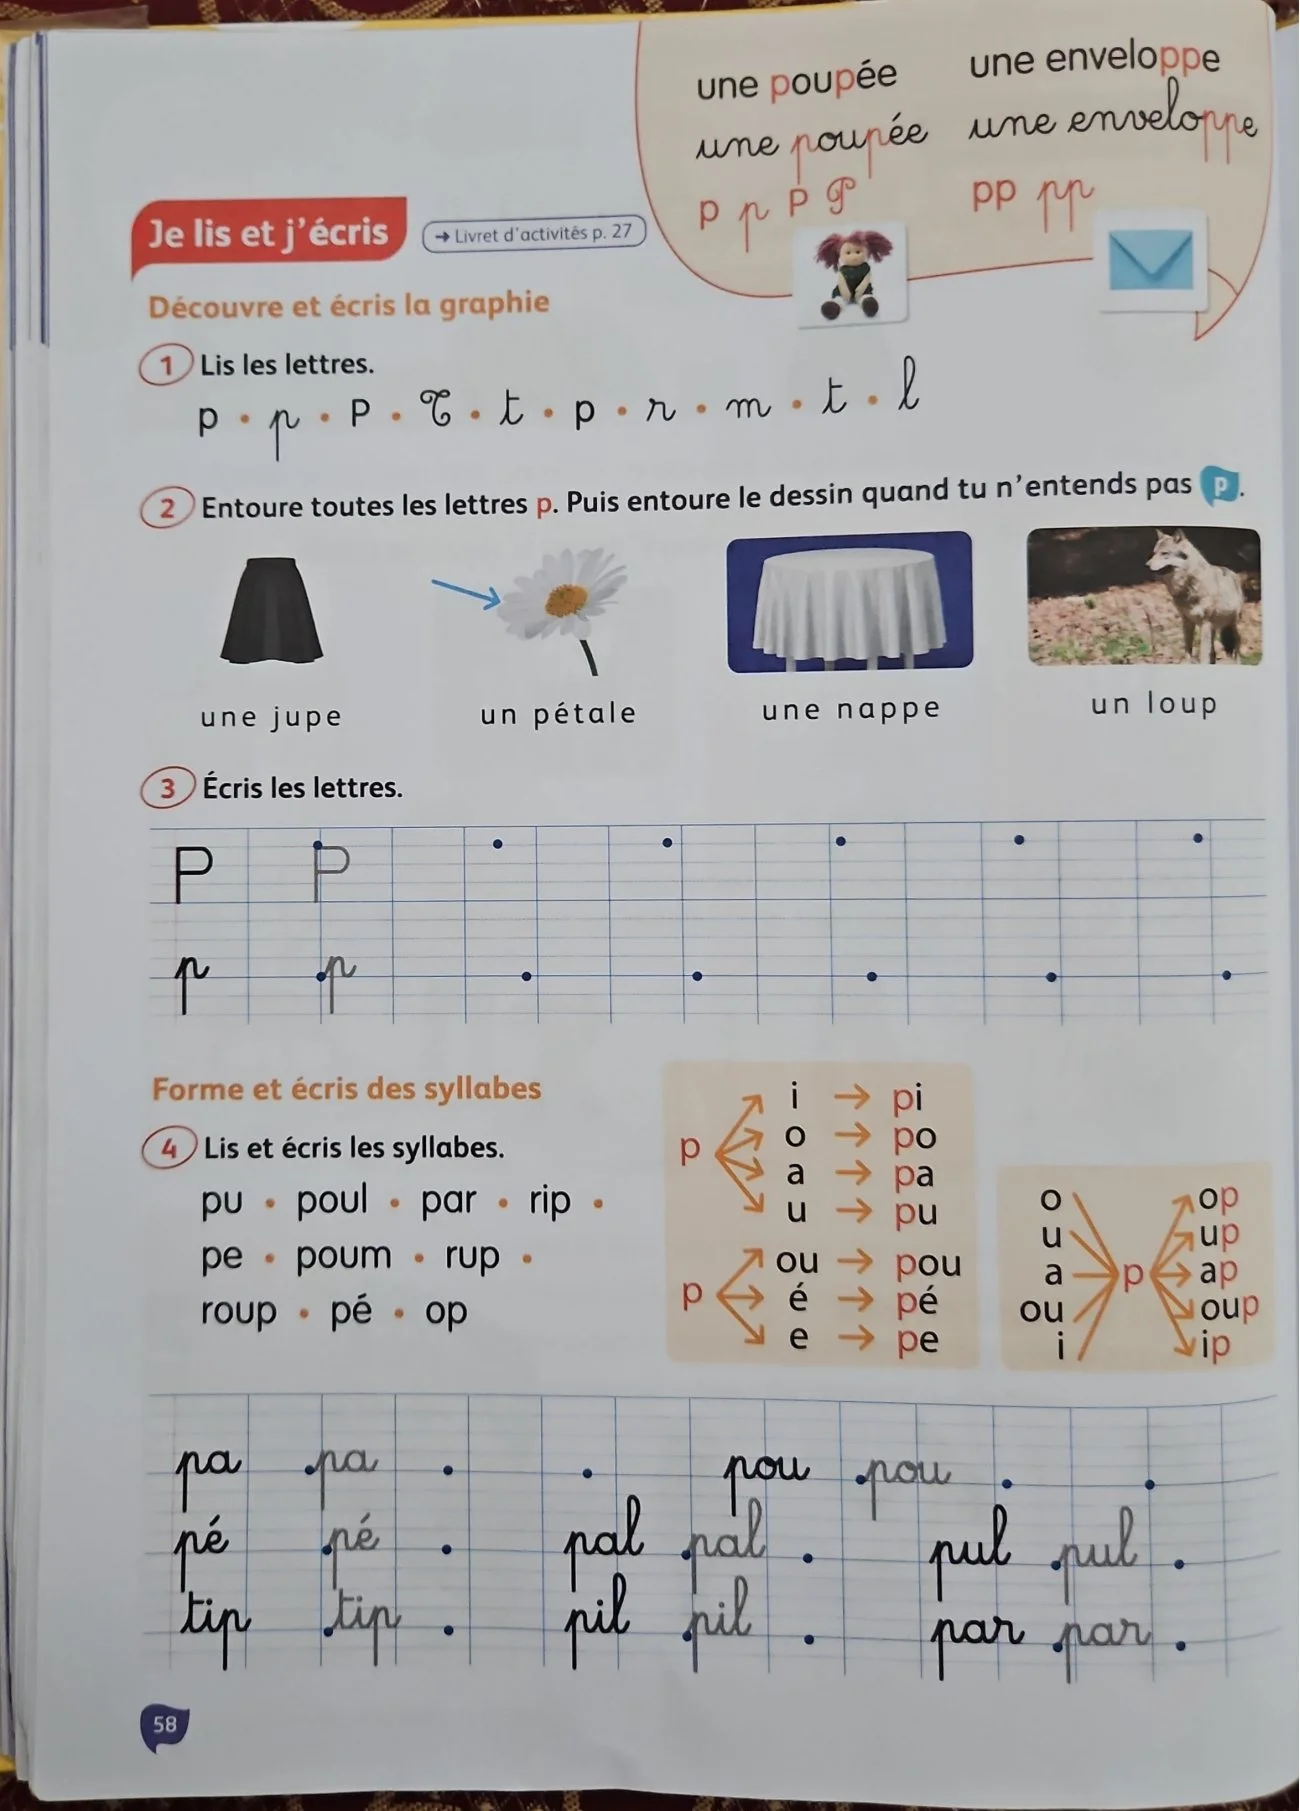 une poupée une enveloppe
une poupée une enveloppe
p p P P pp pp
Je lis et j'écris → Livret d'activités p. 27
Découvre et écris la graphie
1 Lis les lettres.
p • p • P • T • t • p • r • m • t • l
2 Entoure toutes les lettres p. Puis entoure le dessin quand tu n'entends pas p.
une jupe un pétale une nappe un loup
3 Écris les lettres.
P P
p p
Forme et écris des syllabes
4 Lis et écris les syllabes.
pu • poul • par • rip •
pe • poum • rup •
roup • pé • op
p
i → pi
o → po
a → pa
u → pu
p
ou → pou
é → pé
e → pe
o op
u up
a p ap
ou oup
i ip
pa pa pou pou
pé pé pal pal pul pul
tip tip pil pil par par
58